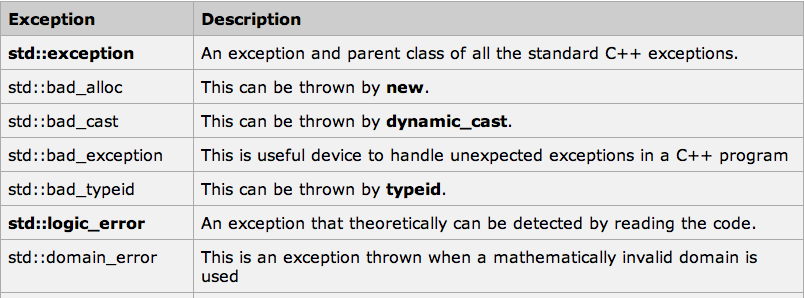 Exception Description
std::exception An exception and parent class of all the standard C++ exceptions.
std::bad_alloc This can be thrown by new.
std::bad_cast This can be thrown by dynamic_cast.
std::bad_exception This is useful device to handle unexpected exceptions in a C++ program
std::bad_typeid This can be thrown by typeid.
std::logic_error An exception that theoretically can be detected by reading the code.
std::domain_error This is an exception thrown when a mathematically invalid domain is
used